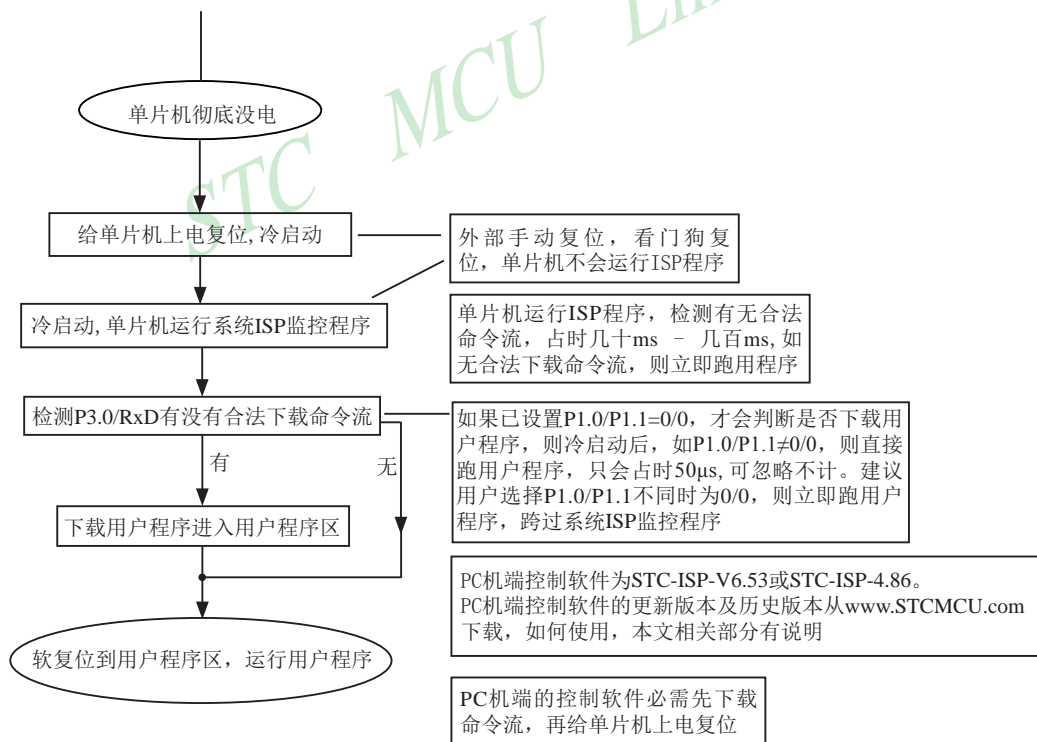 STC MCU
单片机彻底没电
给单片机上电复位,冷启动
外部手动复位，看门狗复
位，单片机不会运行ISP程序
冷启动,单片机运行系统ISP监控程序
单片机运行ISP程序，检测有无合法
命令流，占时几十ms － 几百ms,如
无合法下载命令流，则立即跑用程序
检测P3.0/RxD有没有合法下载命令流
如果已设置P1.0/P1.1=0/0，才会判断是否下载用
户程序，则冷启动后，如P1.0/P1.1≠0/0，则直接
跑用户程序，只会占时50μs,可忽略不计。建议
用户选择P1.0/P1.1不同时为0/0，则立即跑用户
程序，跨过系统ISP监控程序
有
无
下载用户程序进入用户程序区
PC机端控制软件为STC-ISP-V6.53或STC-ISP-4.86。
PC机端控制软件的更新版本及历史版本从www.STCMCU.com
下载，如何使用，本文相关部分有说明
软复位到用户程序区，运行用户程序
PC机端的控制软件必需先下载
命令流，再给单片机上电复位